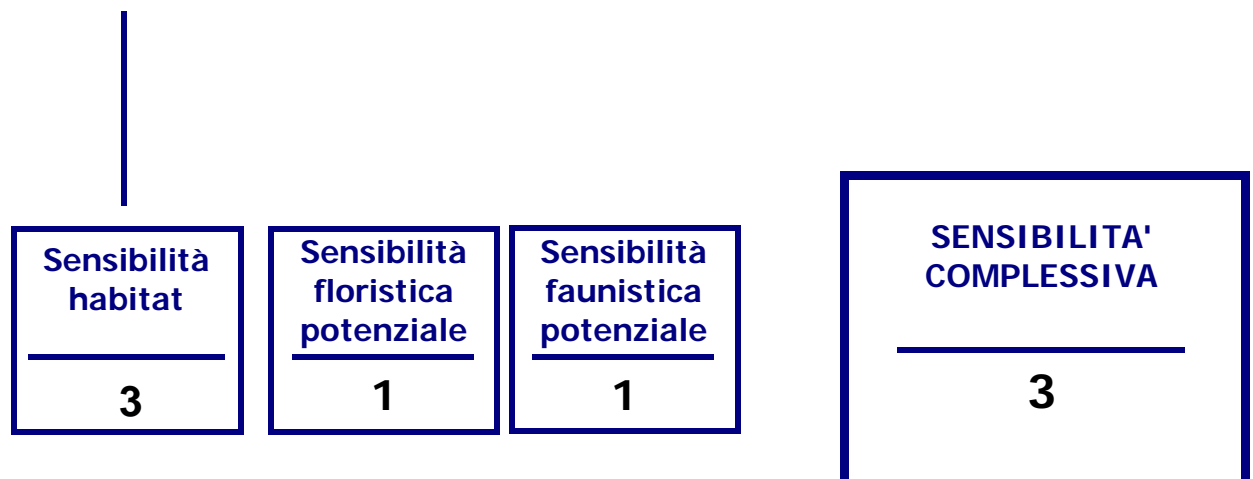 Sensibilità
habitat
3
Sensibilità
floristica
potenziale
1
Sensibilità
faunistica
potenziale
1
SENSIBILITA'
COMPLESSIVA
3